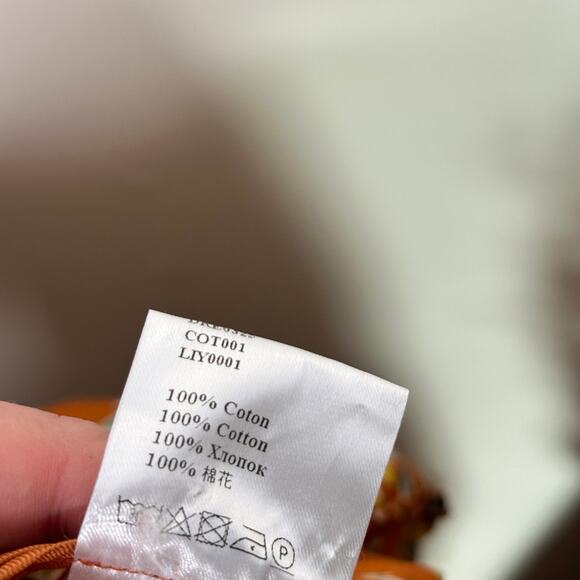 COT001
LIY0001
100% Coton
100% Cotton
100% Хлопок
100% 棉花
P